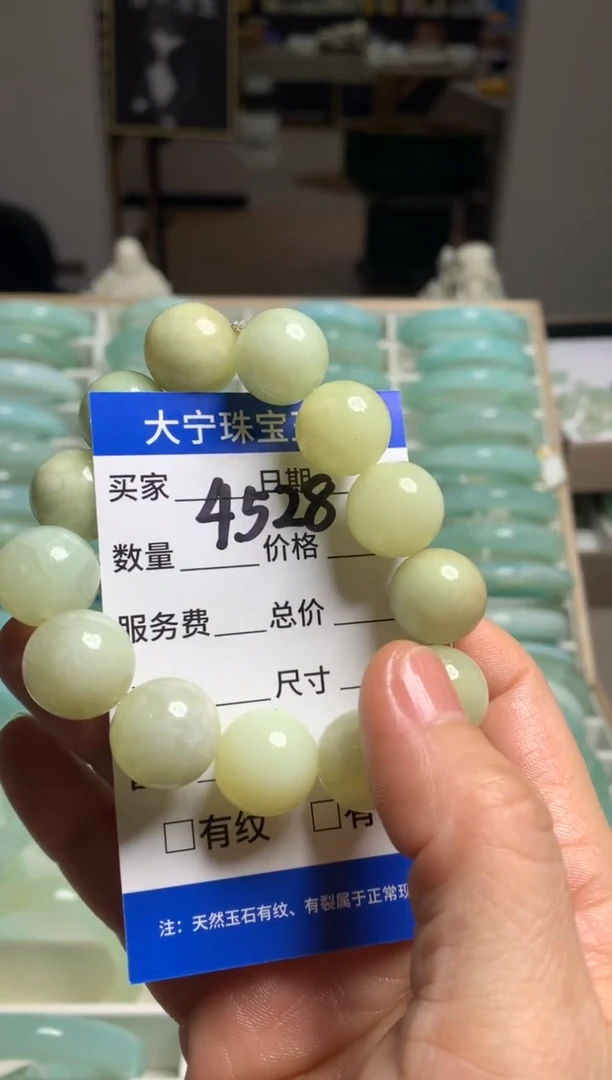 大宁珠宝
买家 日期
4528
数量 价格
服务费 总价
尺寸
□有纹 □有
注：天然玉石有纹、有裂属于正常现